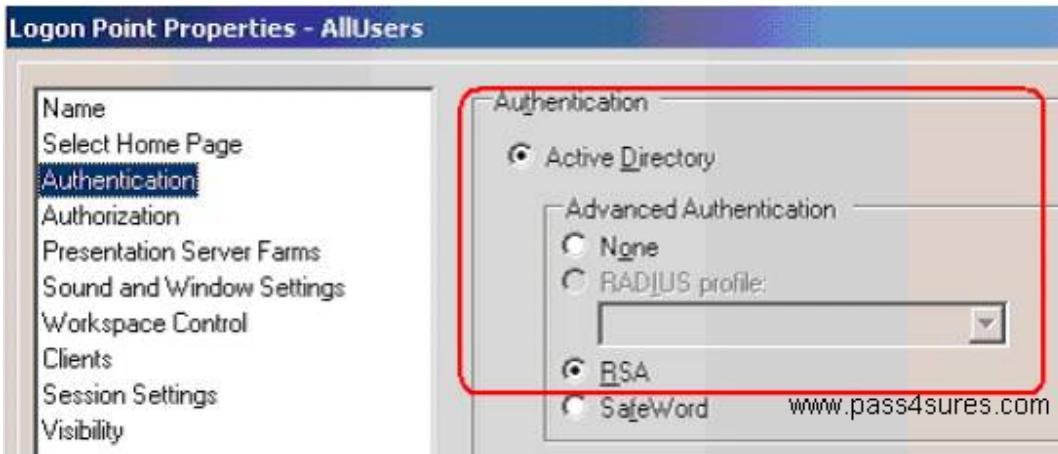 Logon Point Properties - AllUsers
Name
Select Home Page
Authentication
Authorization
Presentation Server Farms
Sound and Window Settings
Workspace Control
Clients
Session Settings
Visibility
Authentication
Active Directory
Advanced Authentication
None
RADIUS profile:
RSA
SafeWord
www.pass4sures.com